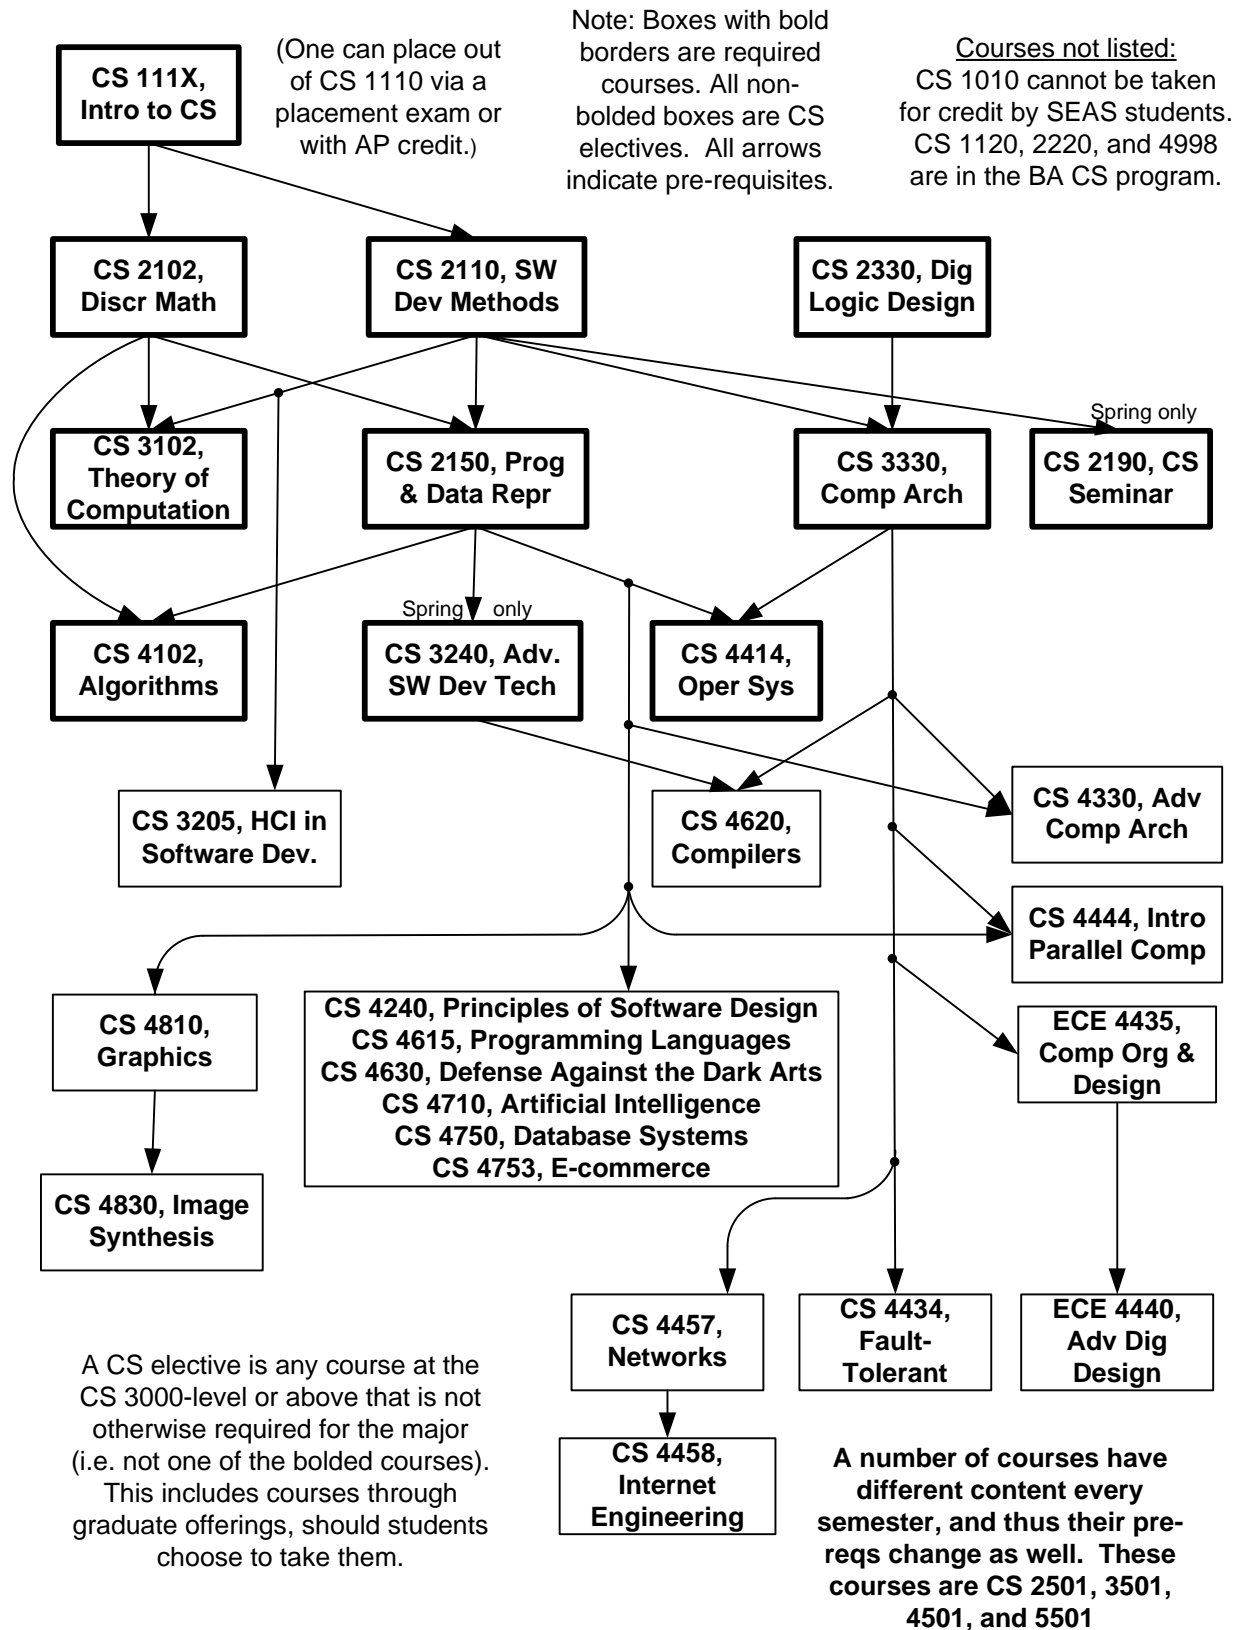 CS 111X,
Intro to CS
(One can place out
of CS 1110 via a
placement exam or
with AP credit.)
Note: Boxes with bold
borders are required
courses. All non-
bolded boxes are CS
electives.  All arrows
indicate pre-requisites.
Courses not listed:
CS 1010 cannot be taken
for credit by SEAS students.
CS 1120, 2220, and 4998
are in the BA CS program.
CS 2102,
Discr Math
CS 2110, SW
Dev Methods
CS 2330, Dig
Logic Design
CS 3102,
Theory of
Computation
CS 2150, Prog
& Data Repr
CS 3330,
Comp Arch
Spring only
CS 2190, CS
Seminar
CS 4102,
Algorithms
Spring only
CS 3240, Adv.
SW Dev Tech
CS 4414,
Oper Sys
CS 3205, HCI in
Software Dev.
CS 4620,
Compilers
CS 4330, Adv
Comp Arch
CS 4444, Intro
Parallel Comp
CS 4810,
Graphics
CS 4240, Principles of Software Design
CS 4615, Programming Languages
CS 4630, Defense Against the Dark Arts
CS 4710, Artificial Intelligence
CS 4750, Database Systems
CS 4753, E-commerce
ECE 4435,
Comp Org &
Design
CS 4830, Image
Synthesis
CS 4457,
Networks
CS 4434,
Fault-
Tolerant
ECE 4440,
Adv Dig
Design
A CS elective is any course at the
CS 3000-level or above that is not
otherwise required for the major
(i.e. not one of the bolded courses).
This includes courses through
graduate offerings, should students
choose to take them.
CS 4458,
Internet
Engineering
A number of courses have
different content every
semester, and thus their pre-
reqs change as well.  These
courses are CS 2501, 3501,
4501, and 5501